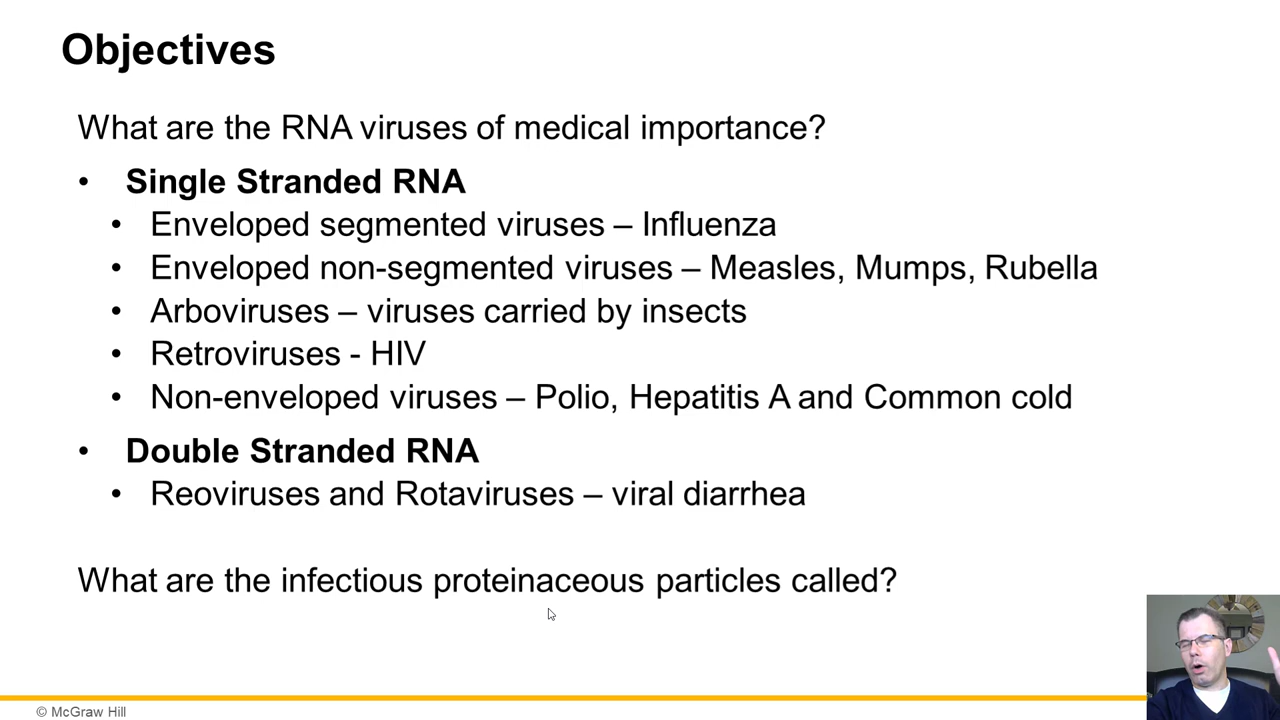 Objectives
What are the RNA viruses of medical importance?
• Single Stranded RNA
• Enveloped segmented viruses – Influenza
• Enveloped non-segmented viruses – Measles, Mumps, Rubella
• Arboviruses – viruses carried by insects
• Retroviruses - HIV
• Non-enveloped viruses – Polio, Hepatitis A and Common cold
• Double Stranded RNA
• Reoviruses and Rotaviruses – viral diarrhea
What are the infectious proteinaceous particles called?
© McGraw Hill